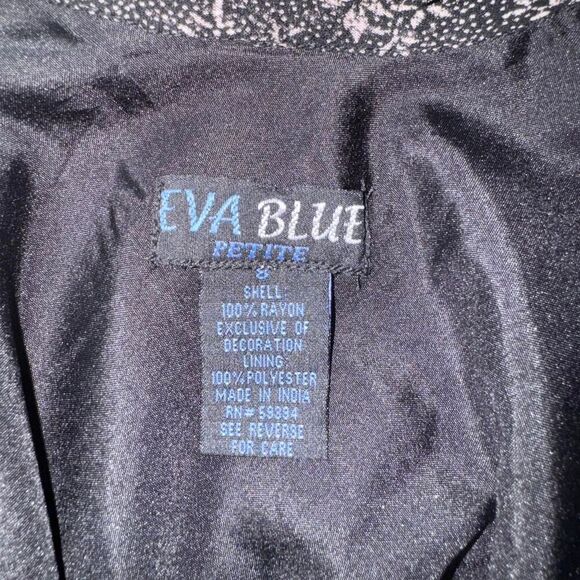 EVA BLUE
PETITE
8
SHELL
100% RAYON
EXCLUSIVE OF
DECORATION
LINING
100% POLYESTER
MADE IN INDIA
RN# 59394
SEE REVERSE
FOR CARE